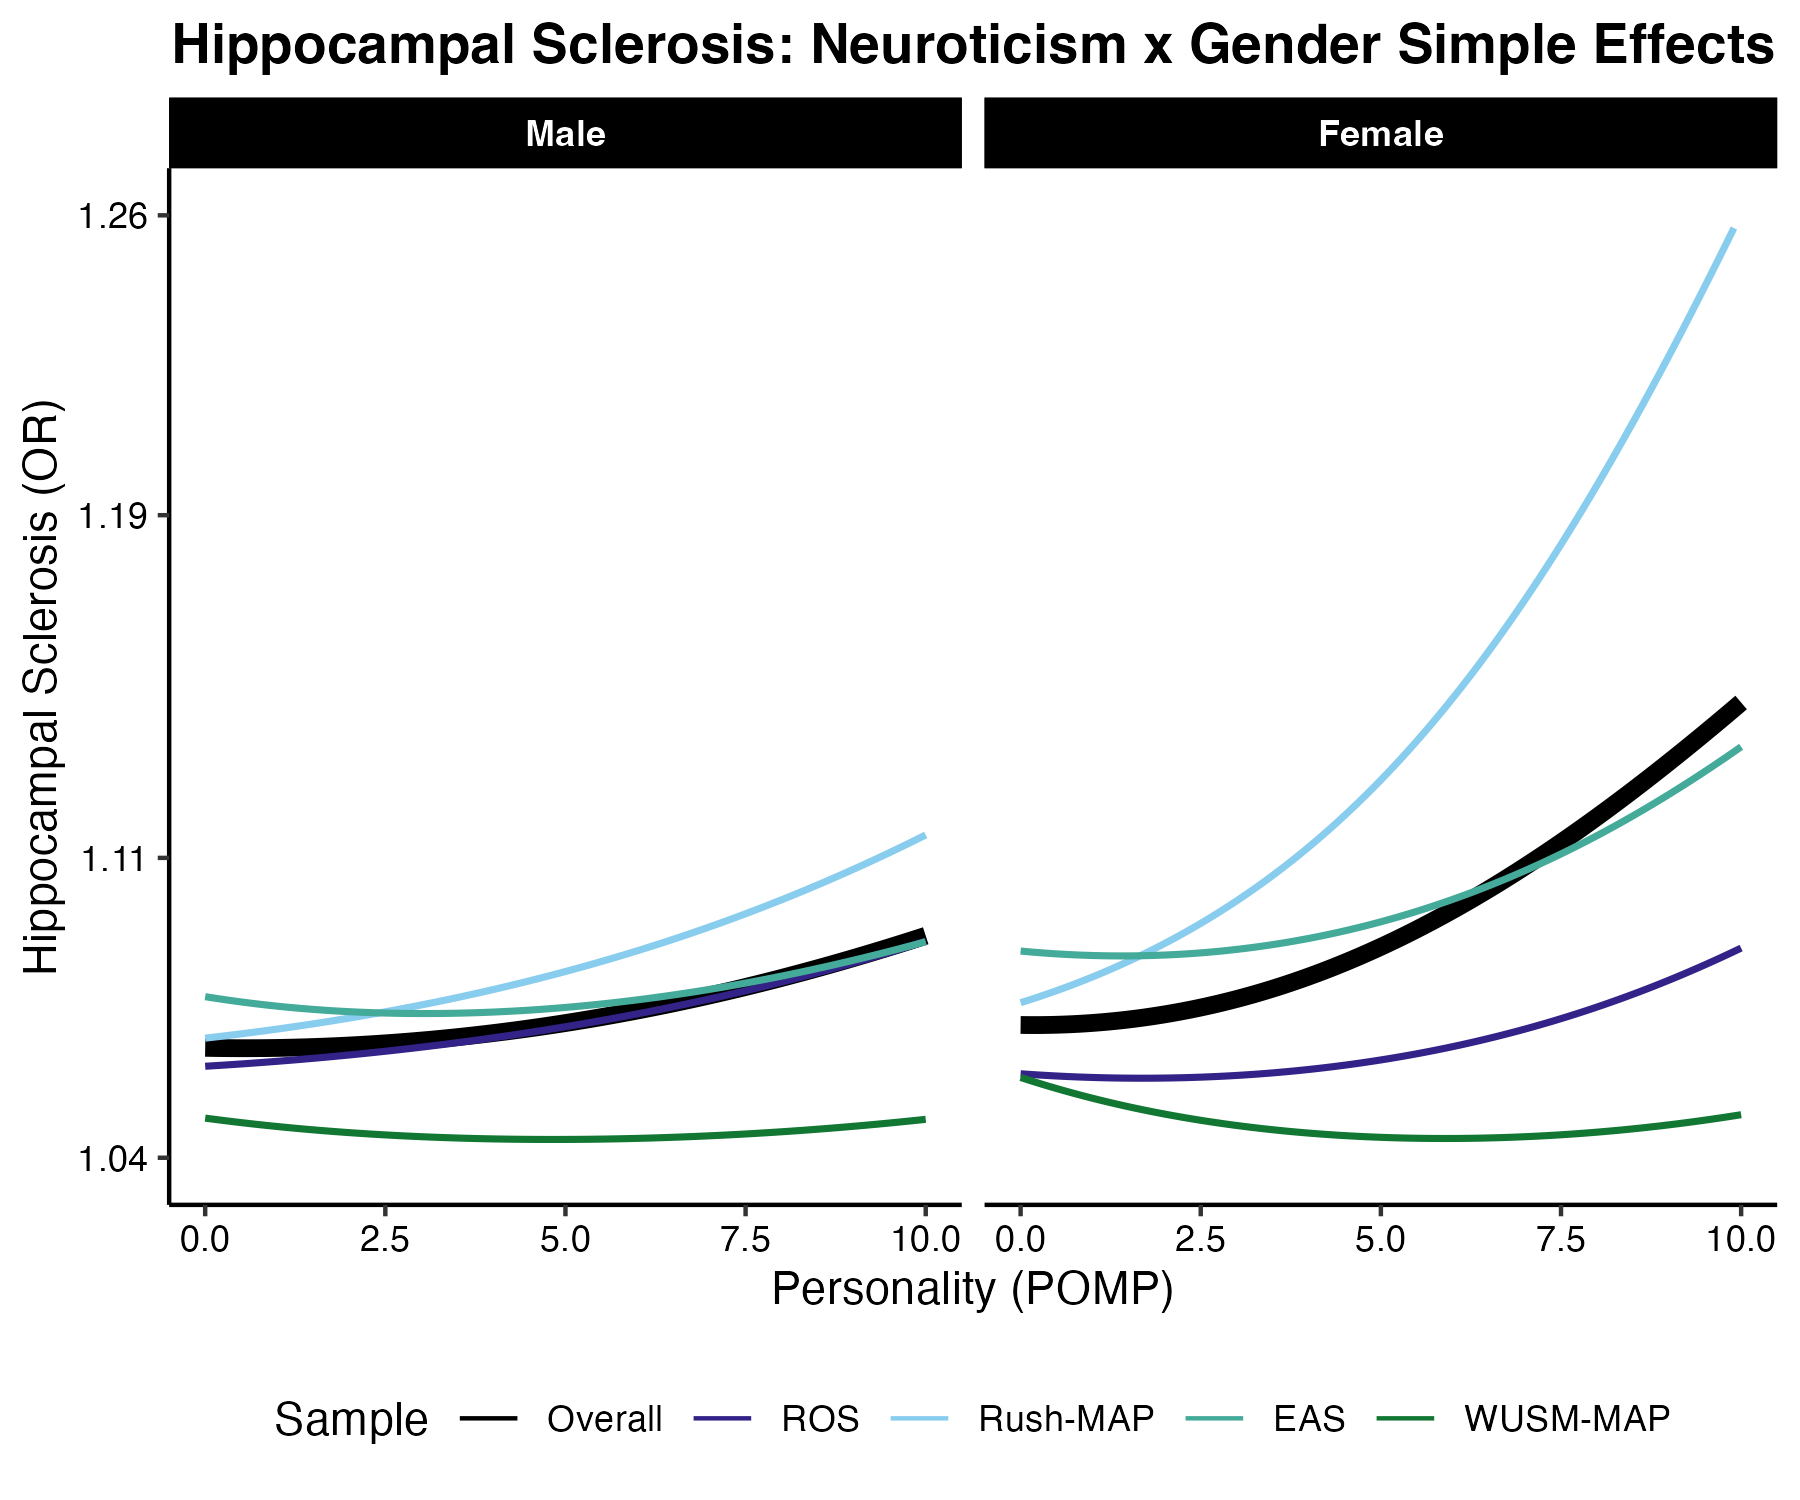 Hippocampal Sclerosis: Neuroticism x Gender Simple Effects
Male
Female
Hippocampal Sclerosis (OR)
1.26
1.19
1.11
1.04
0.0 2.5 5.0 7.5 10.0
0.0 2.5 5.0 7.5 10.0
Personality (POMP)
Sample Overall ROS Rush-MAP EAS WUSM-MAP